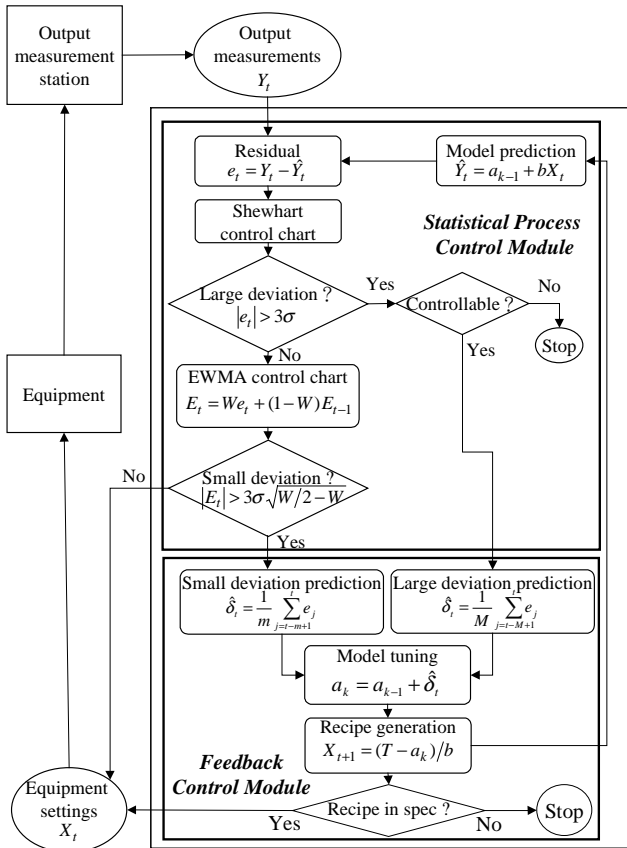 Output
measurement
station
Output
measurements
Y_t
Residual
e_t = Y_t − Ŷ_t
Model prediction
Ŷ_t = a_{k−1} + bX_t
Shewhart
control chart
Statistical Process
Control Module
Large deviation ?
|e_t| > 3σ
Yes
Controllable ?
No
Stop
No
Yes
EWMA control chart
E_t = We_t + (1−W)E_{t−1}
Equipment
No
Small deviation ?
|E_t| > 3σ√(W/2−W)
Yes
Small deviation prediction
δ̂_t = 1/m ∑_{j=t−m+1}^{t} e_j
Large deviation prediction
δ̂_t = 1/M ∑_{j=t−M+1}^{t} e_j
Model tuning
a_k = a_{k−1} + δ̂_t
Recipe generation
X_{t+1} = (T − a_k)/b
Feedback
Control Module
Equipment
settings
X_t
Yes
Recipe in spec ?
No
Stop